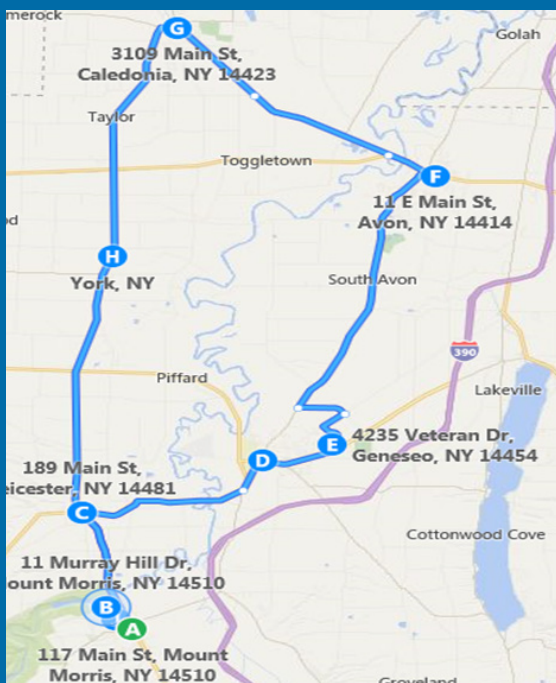 merock
G
Golah
3109 Main St,
Caledonia, NY 14423
Taylor
Toggletown
F
11 E Main St,
Avon, NY 14414
od
H
York, NY
South Avon
390
Piffard
Lakeville
4235 Veteran Dr,
Geneseo, NY 14454
E
D
189 Main St,
eicester, NY 14481
C
Cottonwood Cove
11 Murray Hill Dr,
ount Morris, NY 14510
B
A
117 Main St, Mount
Morris, NY 14510
Groveland